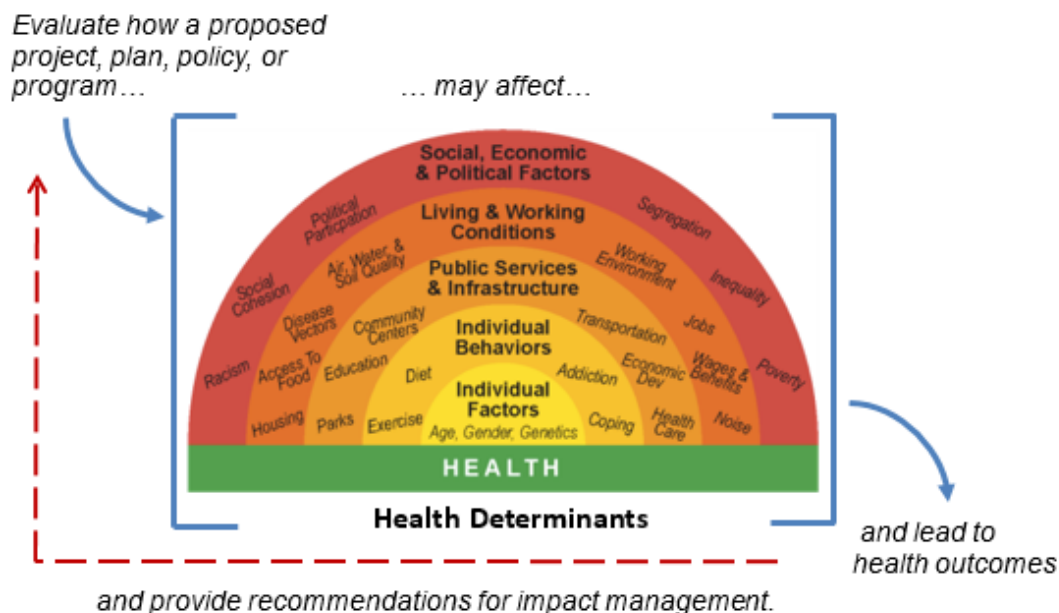 Evaluate how a proposed
project, plan, policy, or
program…
… may affect…
Social, Economic
& Political Factors
Political
Particpation
Segregation
Social
Cohesion
Inequality
Racism
Poverty
Living & Working
Conditions
Air, Water, &
Soil Quality
Working
Environment
Disease
Vectors
Jobs
Access To
Food
Wages &
Benefits
Housing
Noise
Public Services
& Infrastructure
Community
Centers
Transportation
Education
Economic
Dev
Parks
Health
Care
Individual
Behaviors
Diet
Addiction
Exercise
Coping
Individual
Factors
Age, Gender, Genetics
HEALTH
Health Determinants
and lead to
health outcomes
and provide recommendations for impact management.